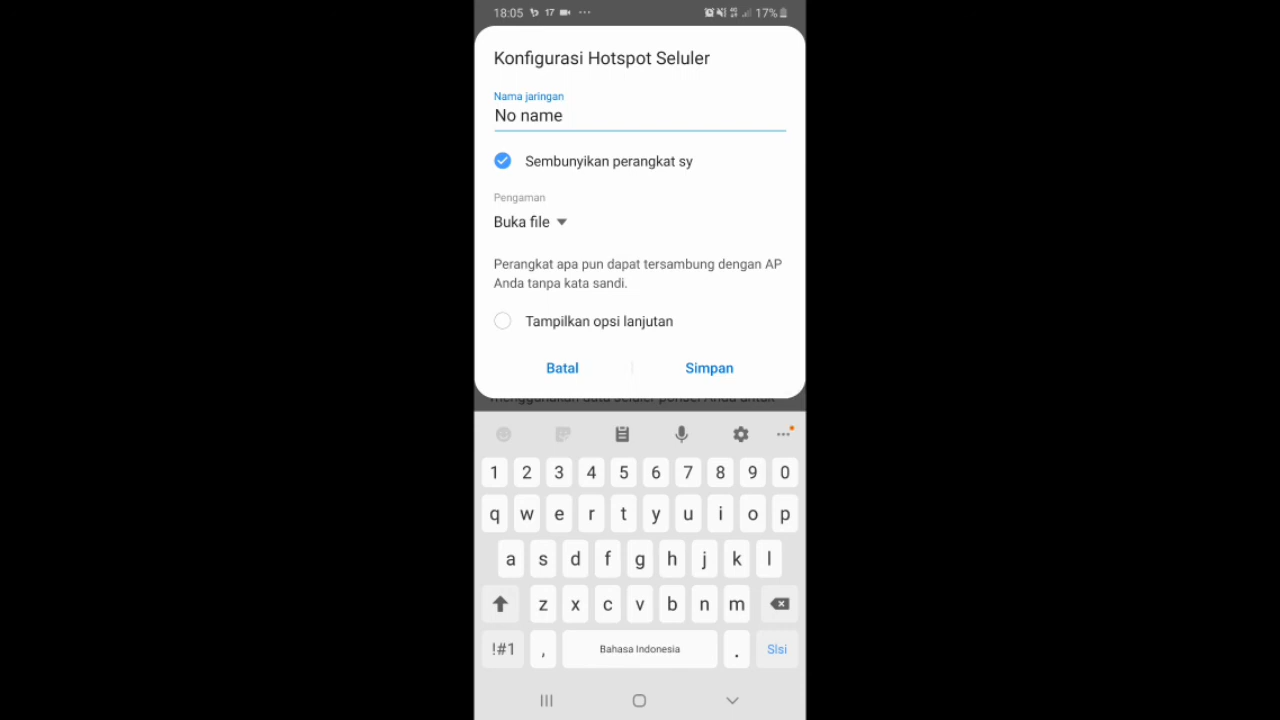 18:05 17 ... 17%
Konfigurasi Hotspot Seluler
Nama jaringan
No name
Sembunyikan perangkat sy
Pengaman
Buka file
Perangkat apa pun dapat tersambung dengan AP
Anda tanpa kata sandi.
Tampilkan opsi lanjutan
Batal Simpan
1 2 3 4 5 6 7 8 9 0
q w e r t y u i o p
a s d f g h j k l
z x c v b n m
!#1 , Bahasa Indonesia . Slsi